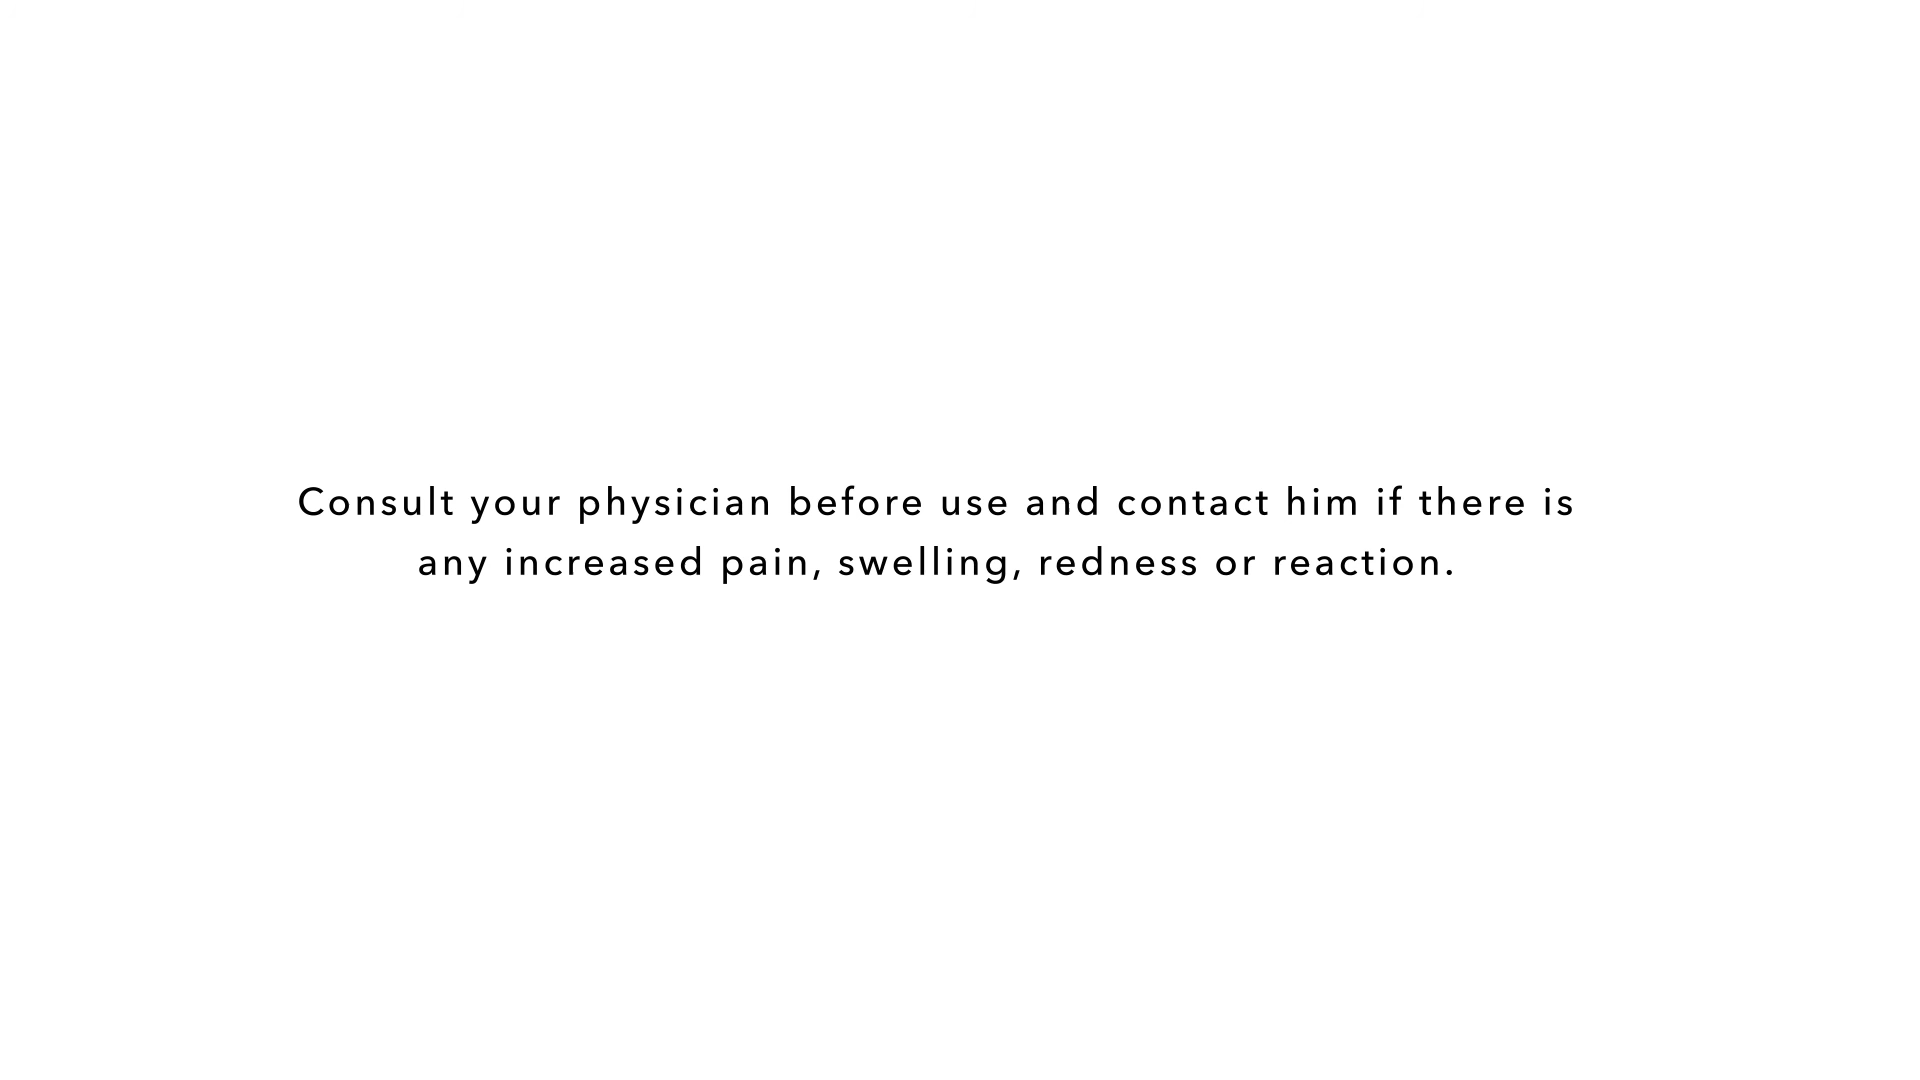 Consult your physician before use and contact him if there is
any increased pain, swelling, redness or reaction.